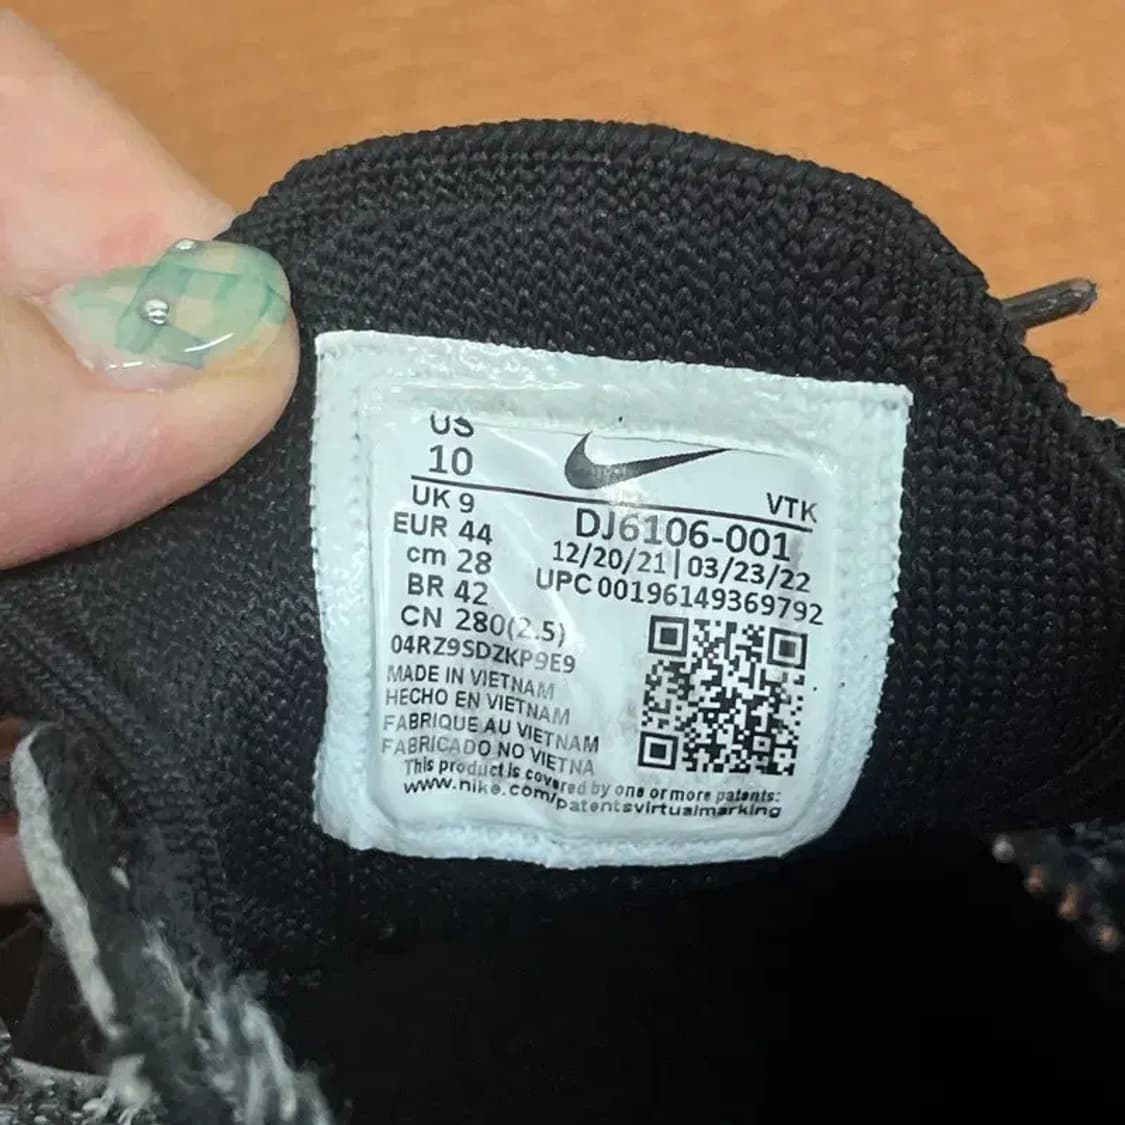 US
10
UK 9
EUR 44
cm 28
BR 42
CN 280(2.5)
04RZ9SDZKP9E9
MADE IN VIETNAM
HECHO EN VIETNAM
FABRIQUE AU VIETNAM
FABRICADO NO VIETNA
VTK
DJ6106-001
12/20/21|03/23/22
UPC 00196149369792
This product is covered by one or more patents:
www.nike.com/patentsvirtualmarking